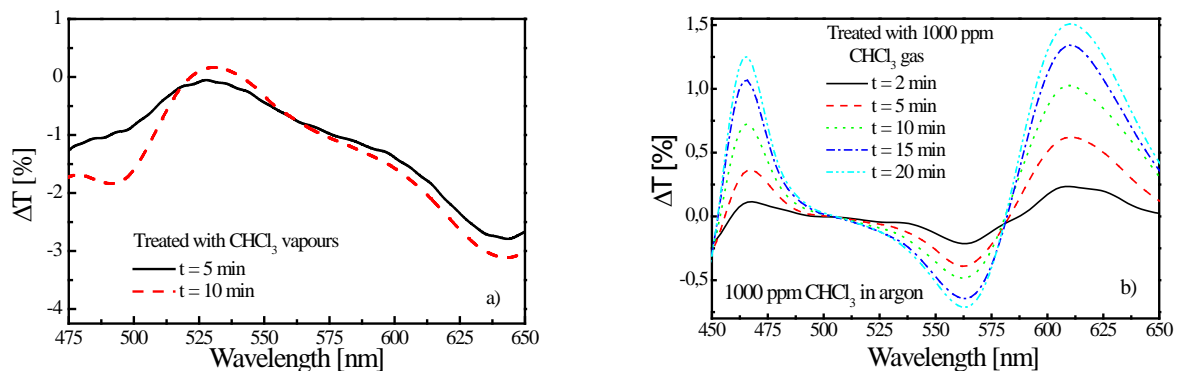 1
0
-1
-2
-3
-4
ΔT [%]
Treated with CHCl3 vapours
t = 5 min
t = 10 min
a)
475 500 525 550 575 600 625 650
Wavelength [nm]
1,5
1,0
0,5
0,0
-0,5
ΔT [%]
Treated with 1000 ppm
CHCl3 gas
t = 2 min
t = 5 min
t = 10 min
t = 15 min
t = 20 min
1000 ppm CHCl3 in argon
b)
450 475 500 525 550 575 600 625 650
Wavelength [nm]